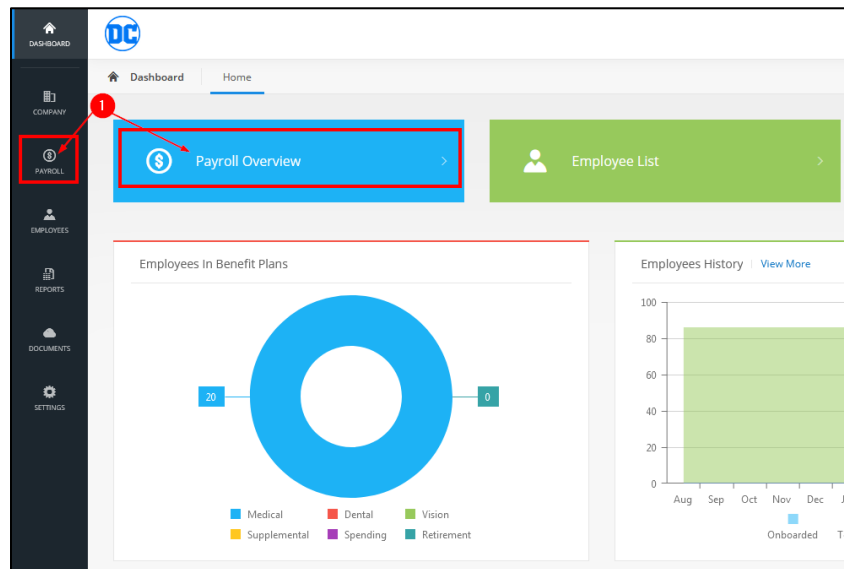 DASHBOARD
DC
Dashboard
Home
COMPANY
1
PAYROLL
Payroll Overview
Employee List
EMPLOYEES
REPORTS
DOCUMENTS
SETTINGS
Employees In Benefit Plans
20
0
Medical
Dental
Vision
Supplemental
Spending
Retirement
Employees History
View More
100
80
60
40
20
0
Aug Sep Oct Nov Dec
Onboarded